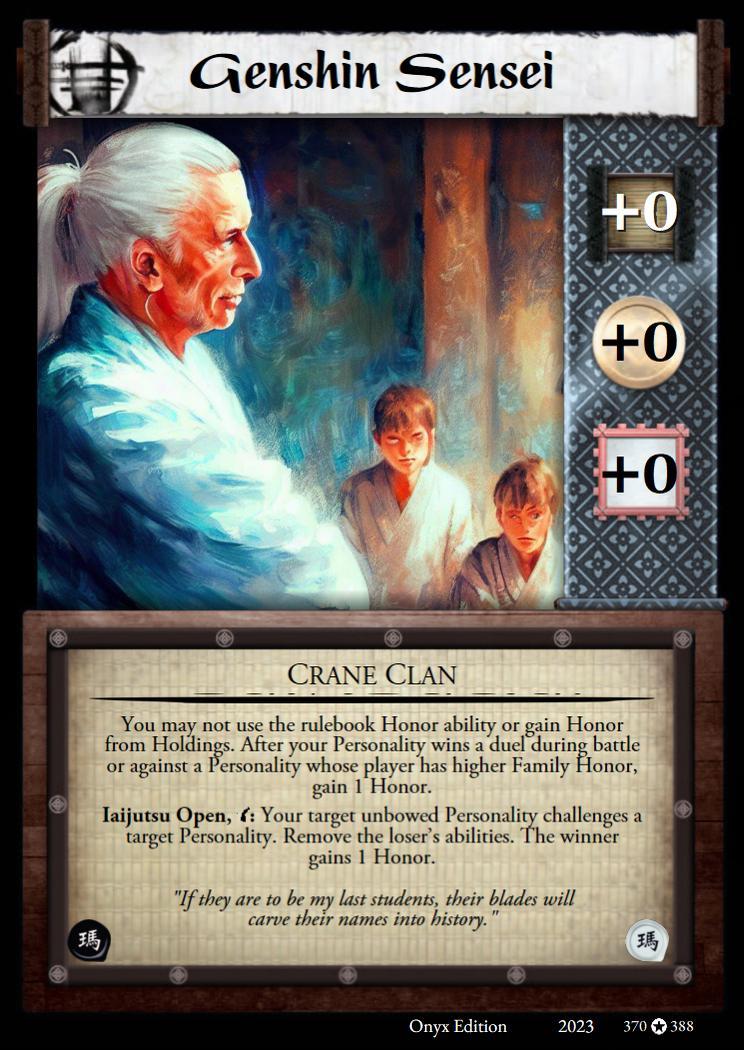 Genshin Sensei
+0
+0
+0
CRANE CLAN
You may not use the rulebook Honor ability or gain Honor
from Holdings. After your Personality wins a duel during battle
or against a Personality whose player has higher Family Honor,
gain 1 Honor.
Iaijutsu Open, : Your target unbowed Personality challenges a
target Personality. Remove the loser's abilities. The winner
gains 1 Honor.
"If they are to be my last students, their blades will
carve their names into history."
瑪 瑪
Onyx Edition 2023 370 ✪ 388